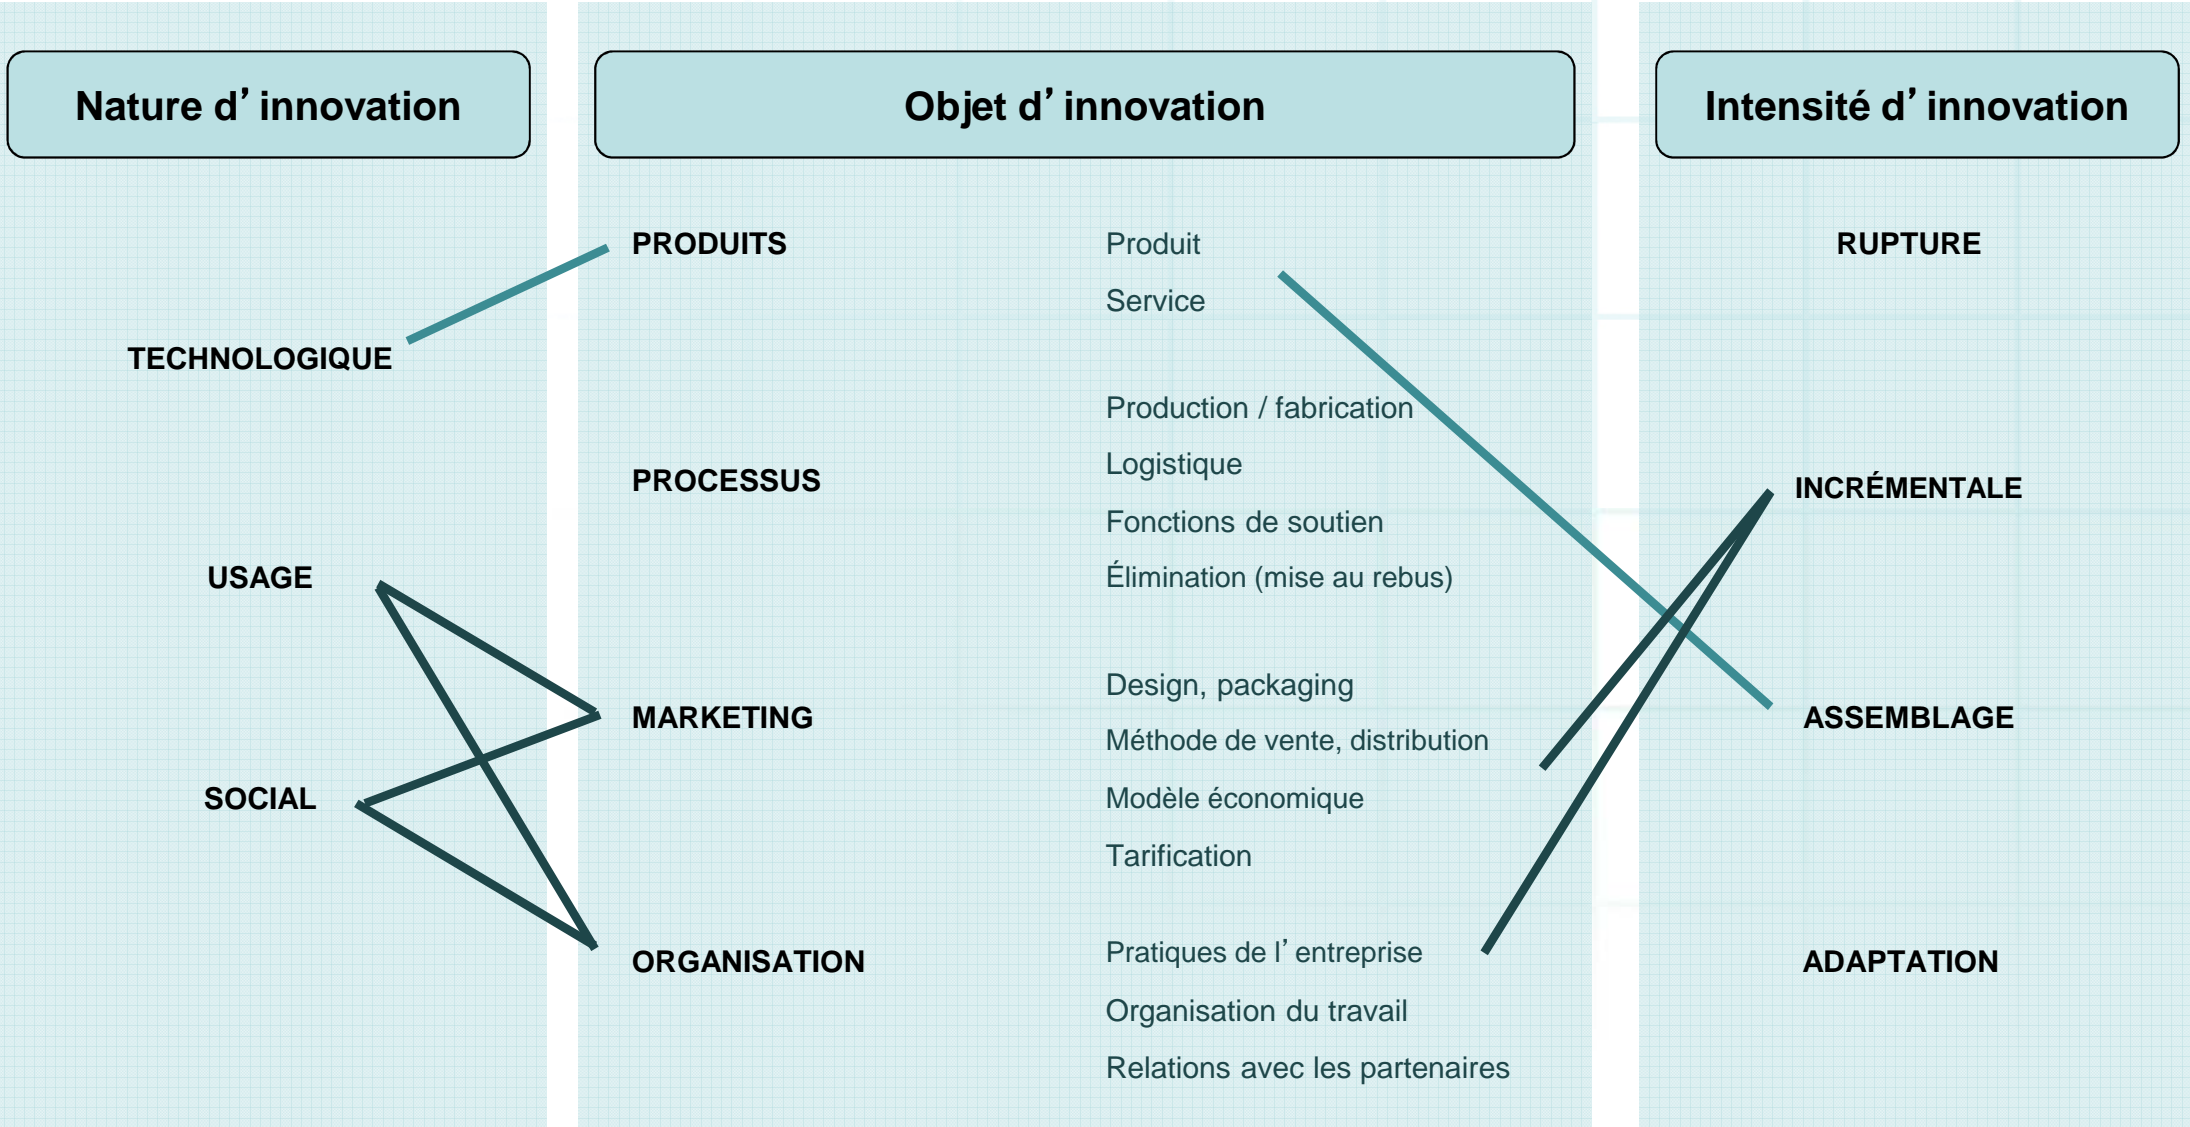 Nature d’innovation
Objet d’innovation
Intensité d’innovation
TECHNOLOGIQUE
USAGE
SOCIAL
PRODUITS
Produit
Service
PROCESSUS
Production / fabrication
Logistique
Fonctions de soutien
Élimination (mise au rebus)
MARKETING
Design, packaging
Méthode de vente, distribution
Modèle économique
Tarification
ORGANISATION
Pratiques de l’entreprise
Organisation du travail
Relations avec les partenaires
RUPTURE
INCRÉMENTALE
ASSEMBLAGE
ADAPTATION